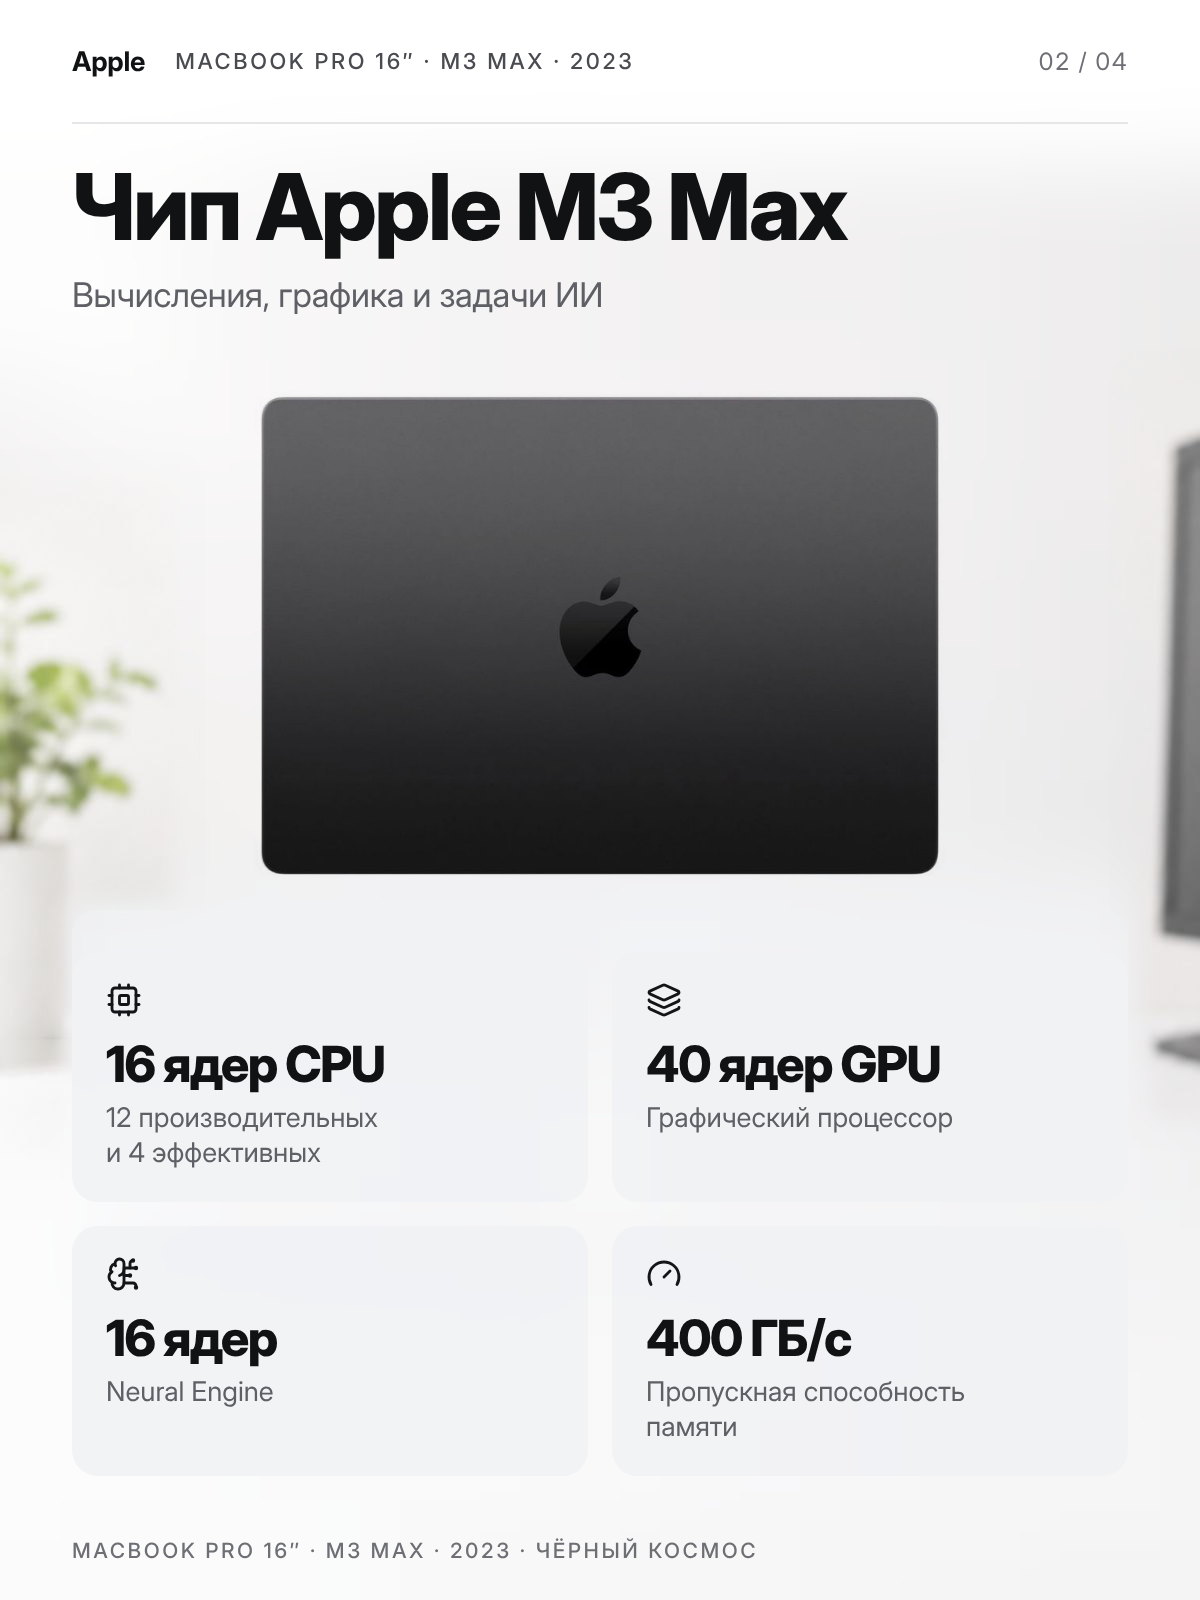 Apple MACBOOK PRO 16″ · M3 MAX · 2023 02 / 04
Чип Apple M3 Max
Вычисления, графика и задачи ИИ
16 ядер CPU
12 производительных
и 4 эффективных
40 ядер GPU
Графический процессор
16 ядер
Neural Engine
400 ГБ/с
Пропускная способность
памяти
MACBOOK PRO 16″ · M3 MAX · 2023 · ЧЁРНЫЙ КОСМОС